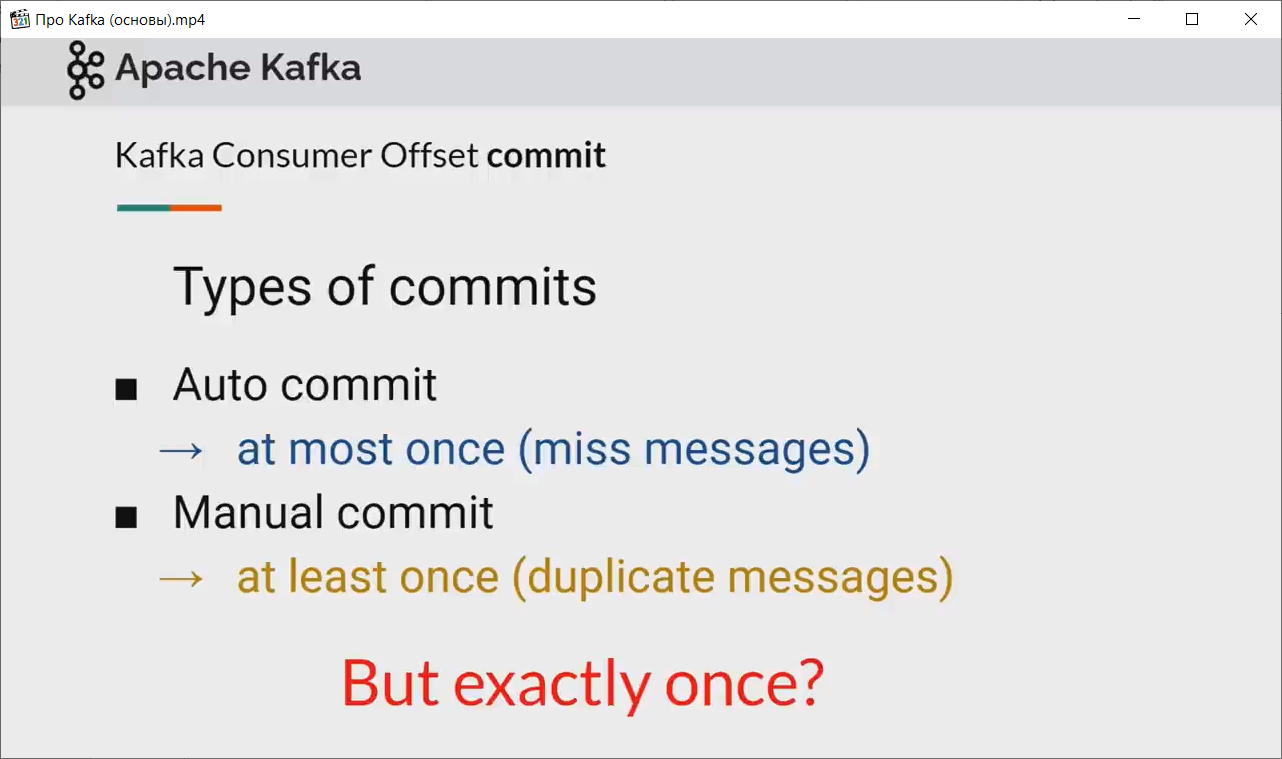 Про Kafka (основы).mp4
Apache Kafka
Kafka Consumer Offset commit
Types of commits
■ Auto commit
→ at most once (miss messages)
■ Manual commit
→ at least once (duplicate messages)
But exactly once?